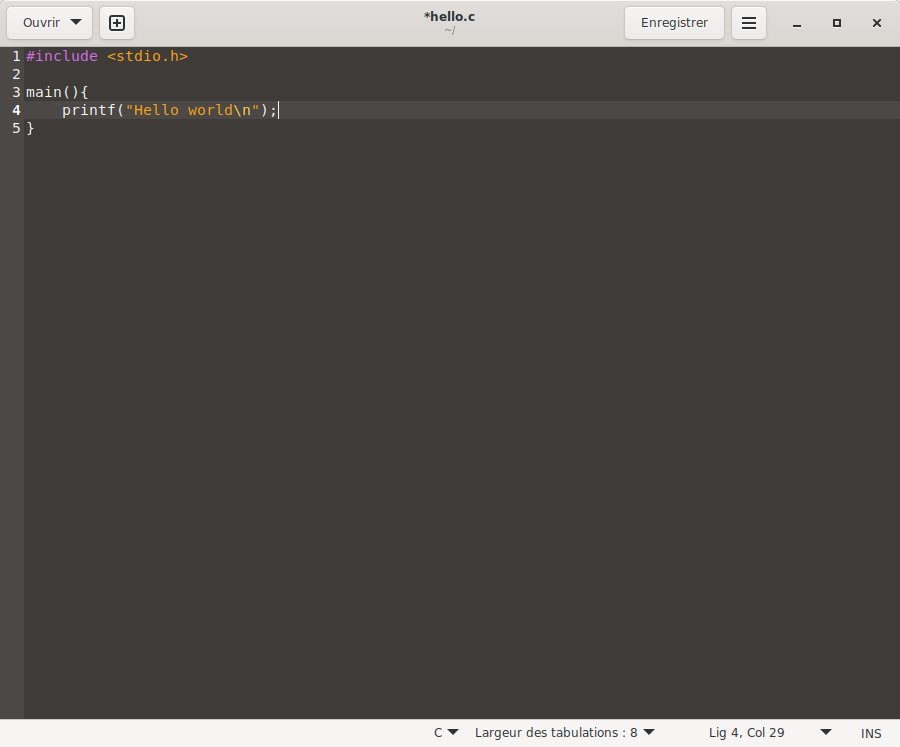 Ouvrir
*hello.c
~/
Enregistrer
1 #include <stdio.h>
2
3 main(){
4     printf("Hello world\n");
5 }
C
Largeur des tabulations : 8
Lig 4, Col 29
INS